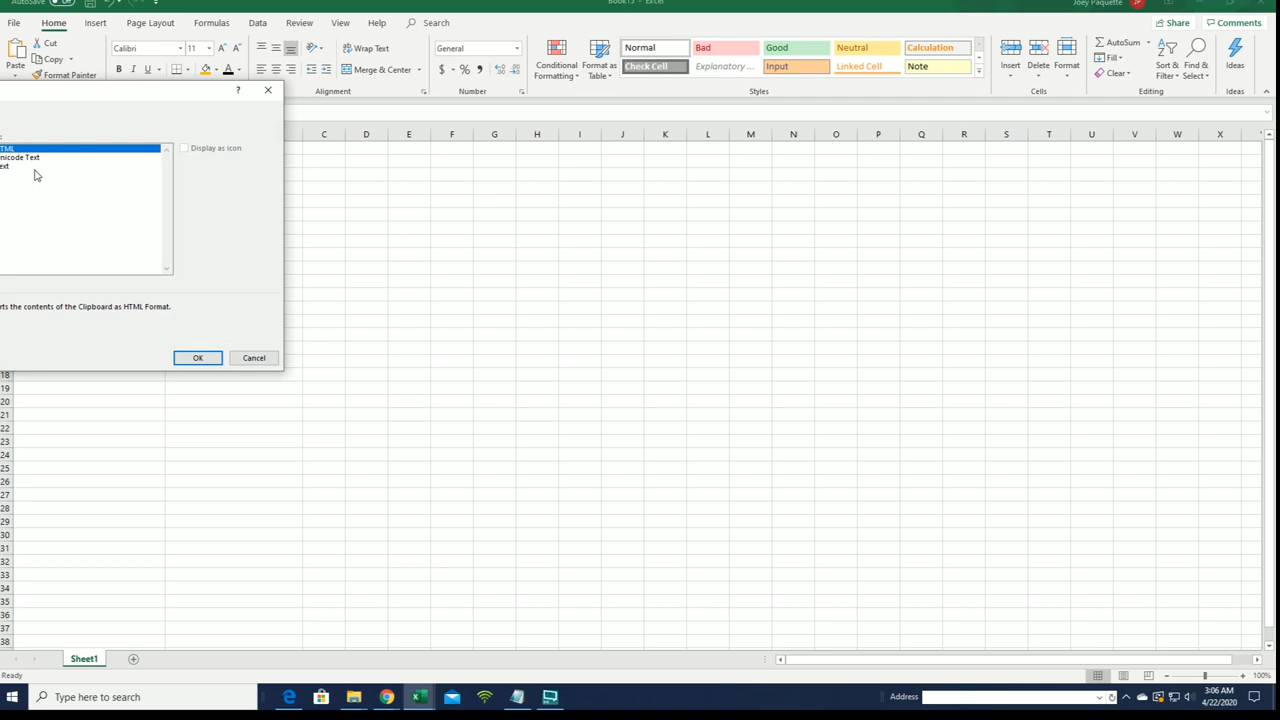 AutoSave Off Book15 - Excel Joey Paquette JP
File Home Insert Page Layout Formulas Data Review View Help Search Share Comments
Paste Cut Copy Format Painter
Calibri 11 B I U
Wrap Text Merge & Center
General $ % ,
Conditional Formatting Format as Table
Normal Bad Good Neutral Calculation
Check Cell Explanatory ... Input Linked Cell Note
Insert Delete Format
AutoSum Fill Clear
Sort & Filter Find & Select Ideas
Alignment Number Styles Cells Editing Ideas
? ×
C D E F G H I J K L M N O P Q R S T U V W X
TML
nicode Text
ext
Display as icon
rts the contents of the Clipboard as HTML Format.
OK Cancel
18
19
20
21
22
23
24
25
26
27
28
29
30
31
32
33
34
35
36
37
38
Sheet1
Ready 100%
Type here to search Address 3:06 AM
4/22/2020